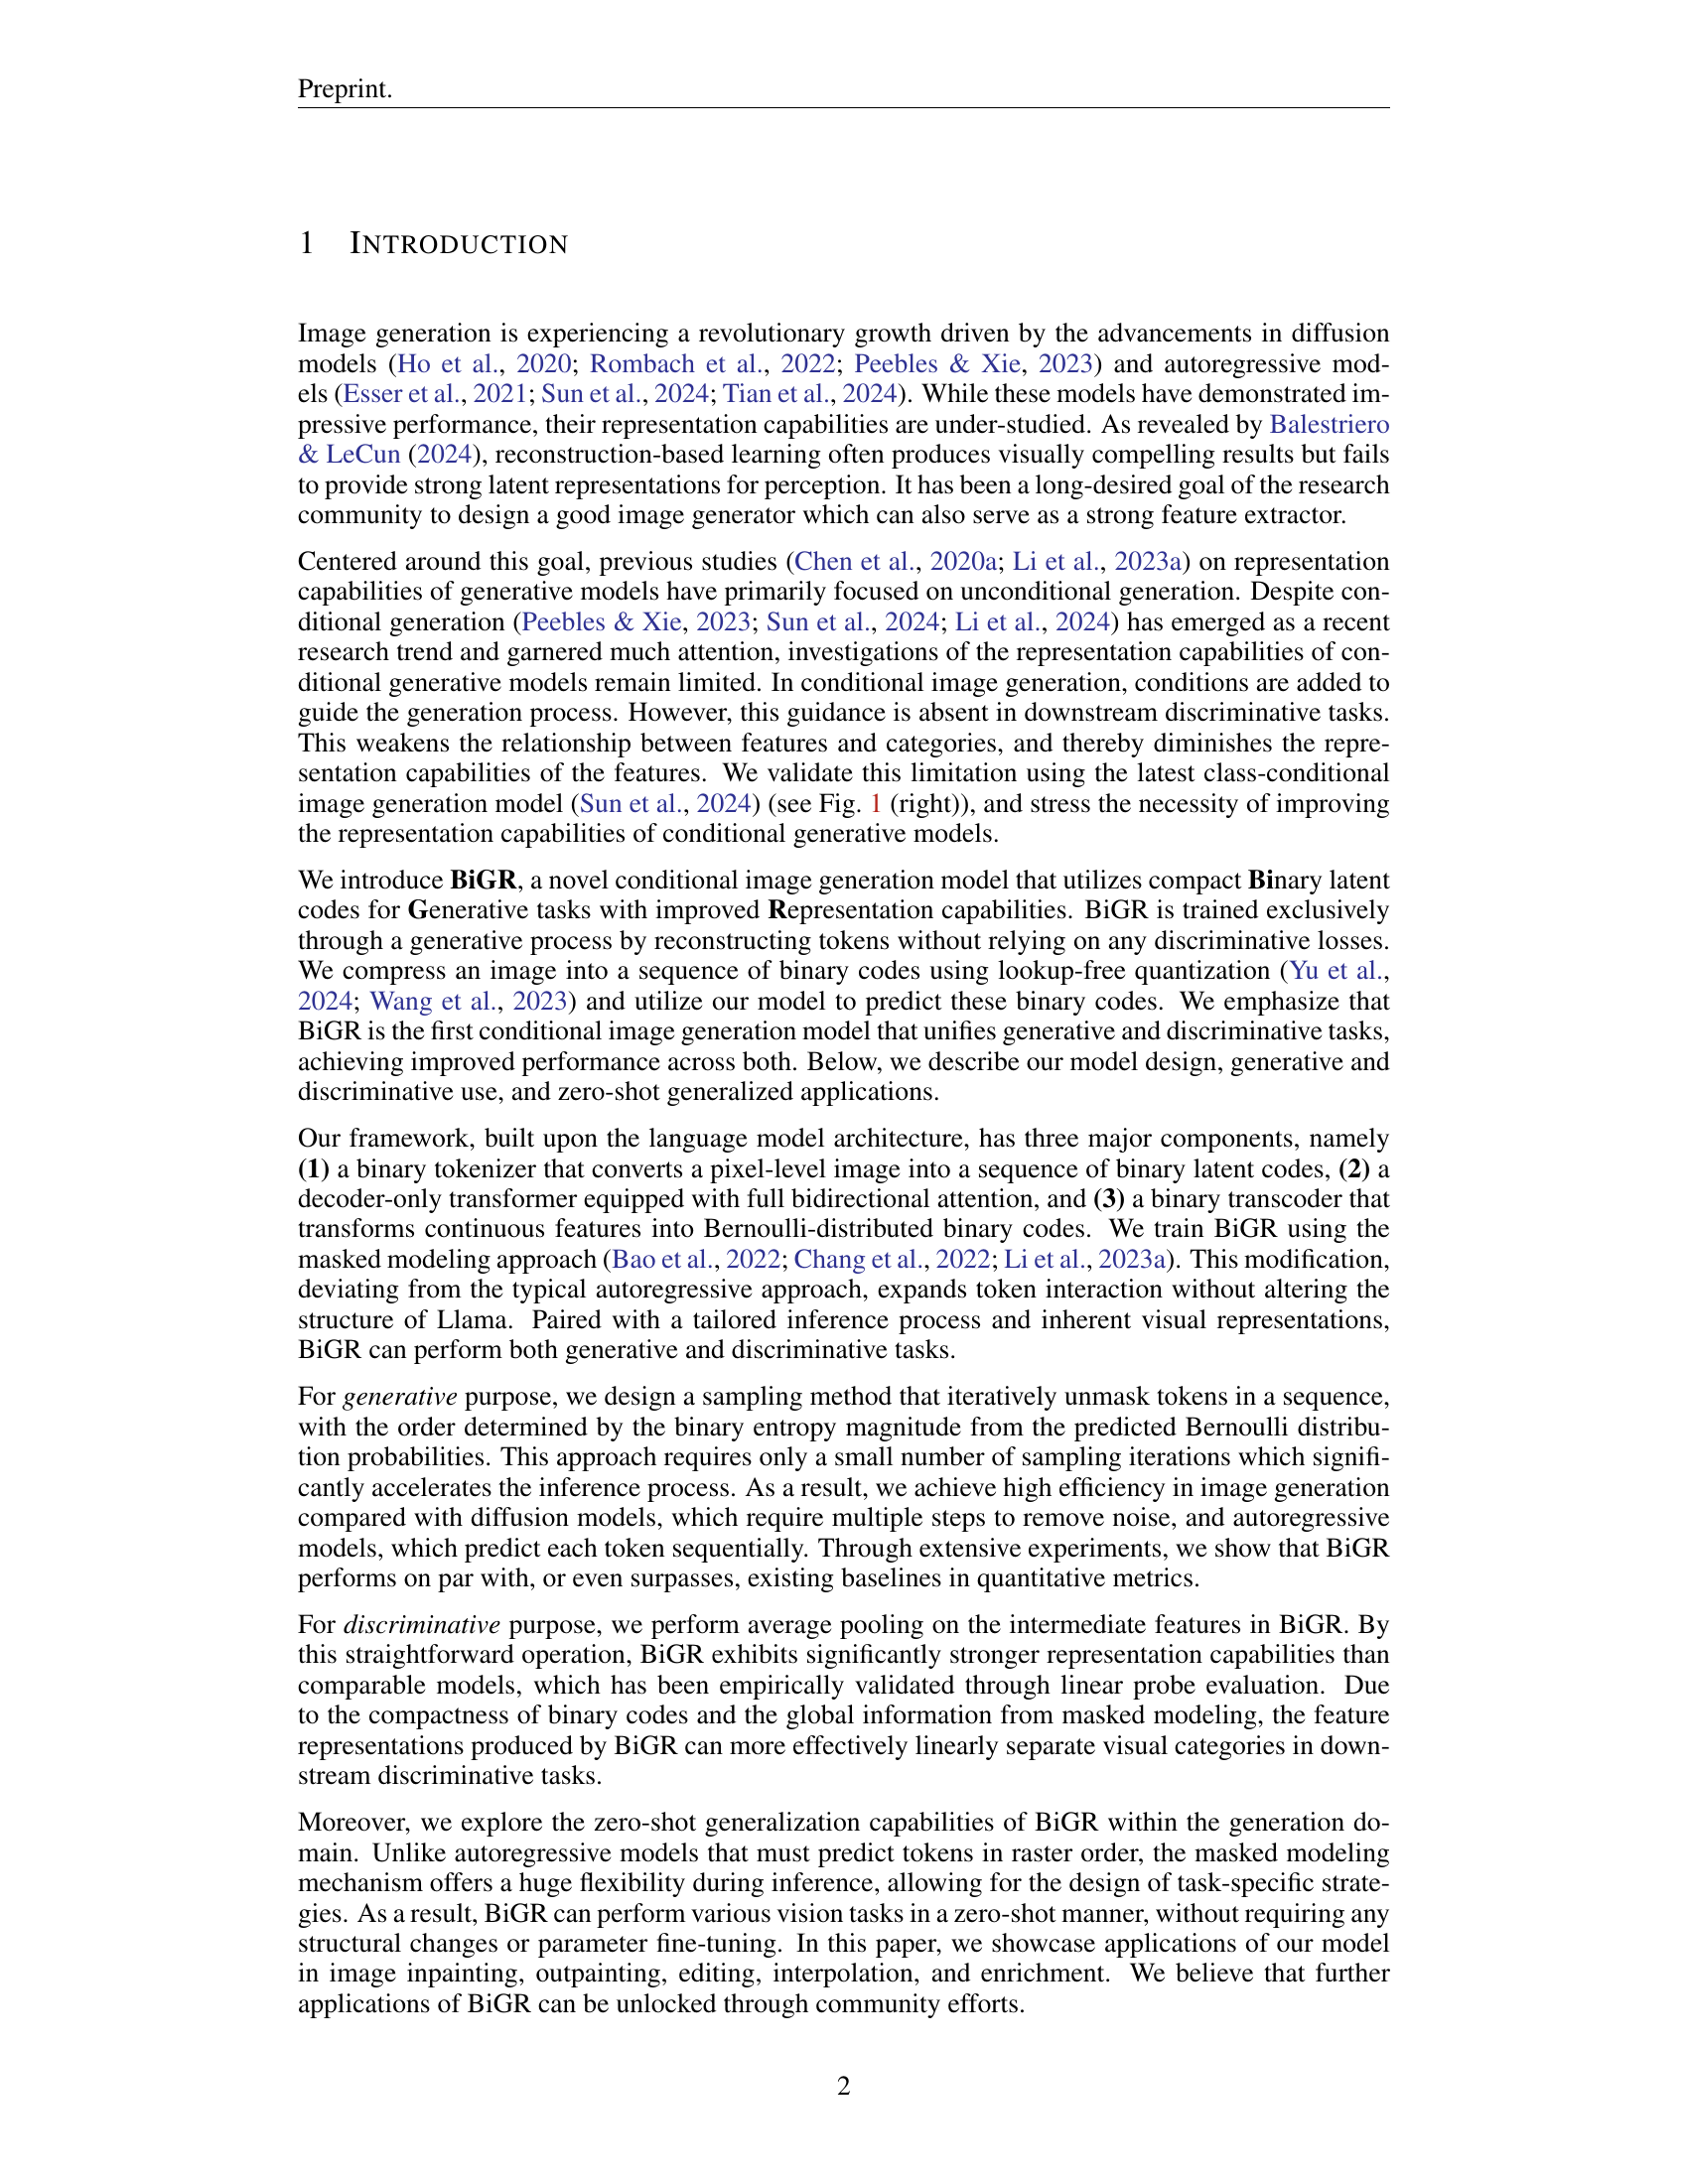 Preprint.
1 INTRODUCTION
Image generation is experiencing a revolutionary growth driven by the advancements in diffusion
models (Ho et al., 2020; Rombach et al., 2022; Peebles & Xie, 2023) and autoregressive mod-
els (Esser et al., 2021; Sun et al., 2024; Tian et al., 2024). While these models have demonstrated im-
pressive performance, their representation capabilities are under-studied. As revealed by Balestriero
& LeCun (2024), reconstruction-based learning often produces visually compelling results but fails
to provide strong latent representations for perception. It has been a long-desired goal of the research
community to design a good image generator which can also serve as a strong feature extractor.
Centered around this goal, previous studies (Chen et al., 2020a; Li et al., 2023a) on representation
capabilities of generative models have primarily focused on unconditional generation. Despite con-
ditional generation (Peebles & Xie, 2023; Sun et al., 2024; Li et al., 2024) has emerged as a recent
research trend and garnered much attention, investigations of the representation capabilities of con-
ditional generative models remain limited. In conditional image generation, conditions are added to
guide the generation process. However, this guidance is absent in downstream discriminative tasks.
This weakens the relationship between features and categories, and thereby diminishes the repre-
sentation capabilities of the features. We validate this limitation using the latest class-conditional
image generation model (Sun et al., 2024) (see Fig. 1 (right)), and stress the necessity of improving
the representation capabilities of conditional generative models.
We introduce BiGR, a novel conditional image generation model that utilizes compact Binary latent
codes for Generative tasks with improved Representation capabilities. BiGR is trained exclusively
through a generative process by reconstructing tokens without relying on any discriminative losses.
We compress an image into a sequence of binary codes using lookup-free quantization (Yu et al.,
2024; Wang et al., 2023) and utilize our model to predict these binary codes. We emphasize that
BiGR is the first conditional image generation model that unifies generative and discriminative tasks,
achieving improved performance across both. Below, we describe our model design, generative and
discriminative use, and zero-shot generalized applications.
Our framework, built upon the language model architecture, has three major components, namely
(1) a binary tokenizer that converts a pixel-level image into a sequence of binary latent codes, (2) a
decoder-only transformer equipped with full bidirectional attention, and (3) a binary transcoder that
transforms continuous features into Bernoulli-distributed binary codes. We train BiGR using the
masked modeling approach (Bao et al., 2022; Chang et al., 2022; Li et al., 2023a). This modification,
deviating from the typical autoregressive approach, expands token interaction without altering the
structure of Llama. Paired with a tailored inference process and inherent visual representations,
BiGR can perform both generative and discriminative tasks.
For generative purpose, we design a sampling method that iteratively unmask tokens in a sequence,
with the order determined by the binary entropy magnitude from the predicted Bernoulli distribu-
tion probabilities. This approach requires only a small number of sampling iterations which signifi-
cantly accelerates the inference process. As a result, we achieve high efficiency in image generation
compared with diffusion models, which require multiple steps to remove noise, and autoregressive
models, which predict each token sequentially. Through extensive experiments, we show that BiGR
performs on par with, or even surpasses, existing baselines in quantitative metrics.
For discriminative purpose, we perform average pooling on the intermediate features in BiGR. By
this straightforward operation, BiGR exhibits significantly stronger representation capabilities than
comparable models, which has been empirically validated through linear probe evaluation. Due
to the compactness of binary codes and the global information from masked modeling, the feature
representations produced by BiGR can more effectively linearly separate visual categories in down-
stream discriminative tasks.
Moreover, we explore the zero-shot generalization capabilities of BiGR within the generation do-
main. Unlike autoregressive models that must predict tokens in raster order, the masked modeling
mechanism offers a huge flexibility during inference, allowing for the design of task-specific strate-
gies. As a result, BiGR can perform various vision tasks in a zero-shot manner, without requiring any
structural changes or parameter fine-tuning. In this paper, we showcase applications of our model
in image inpainting, outpainting, editing, interpolation, and enrichment. We believe that further
applications of BiGR can be unlocked through community efforts.
2